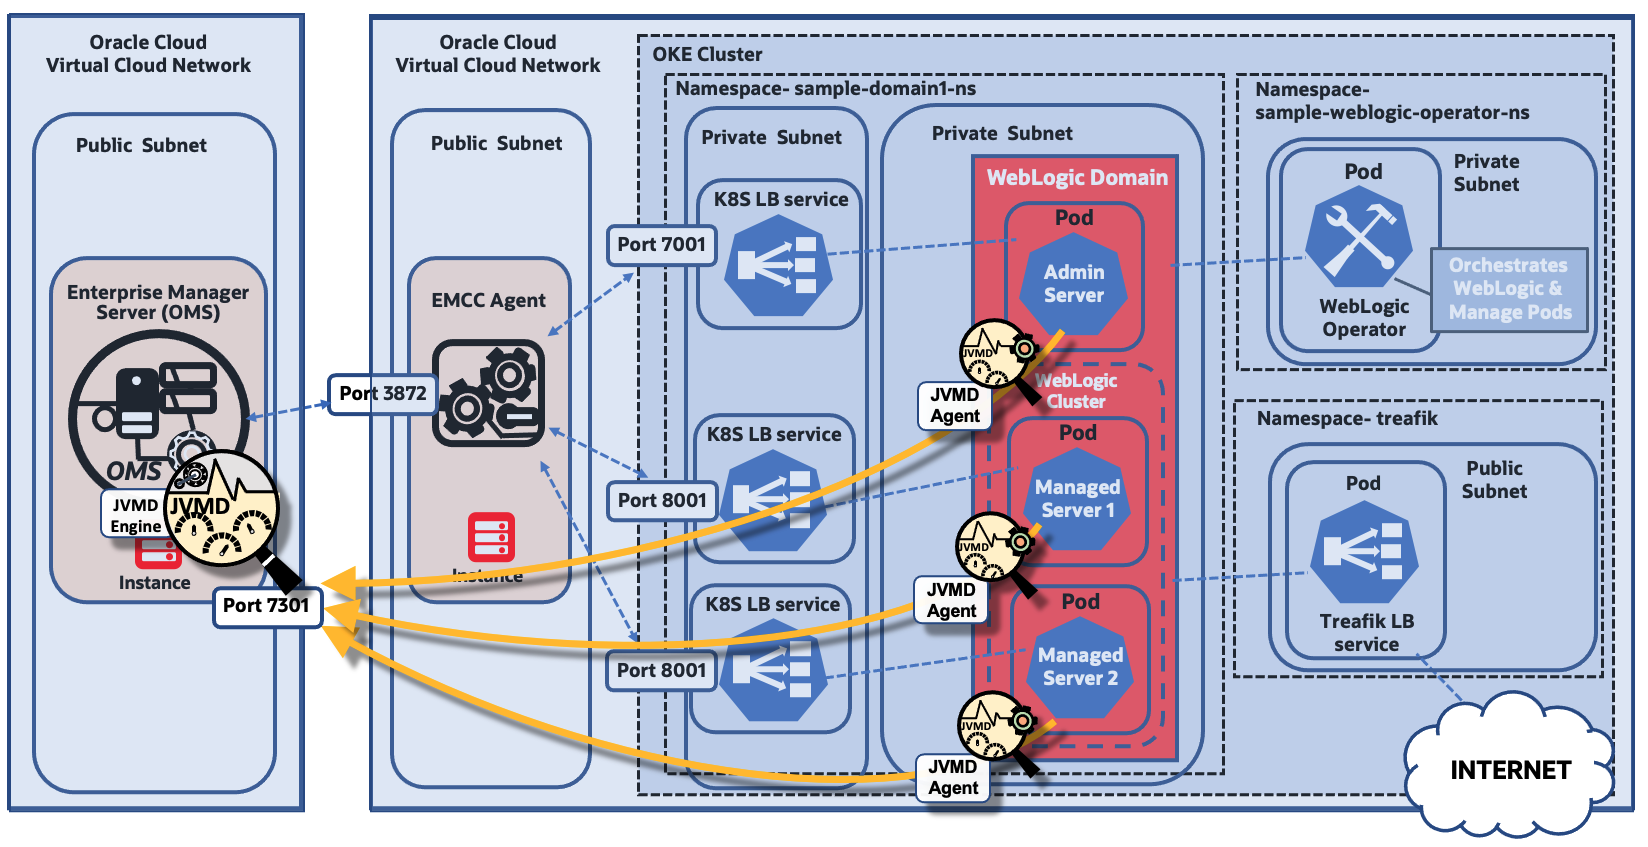 Oracle Cloud
Virtual Cloud Network
Public  Subnet
Enterprise Manager
Server (OMS)
OMS
JVMD
Engine
JVMD
Instance
Port 7301
Port 3872
Oracle Cloud
Virtual Cloud Network
Public  Subnet
EMCC Agent
Instance
OKE Cluster
Namespace- sample-domain1-ns
Private  Subnet
K8S LB service
Port 7001
K8S LB service
Port 8001
K8S LB service
Port 8001
Private  Subnet
WebLogic Domain
Pod
Admin
Server
JVMD
JVMD
Agent
WebLogic
Cluster
Pod
Managed
Server 1
JVMD
JVMD
Agent
Pod
Managed
Server 2
JVMD
JVMD
Agent
Namespace-
sample-weblogic-operator-ns
Private
Subnet
Pod
WebLogic
Operator
Orchestrates
WebLogic &
Manage Pods
Namespace- treafik
Public
Subnet
Pod
Treafik LB
service
INTERNET